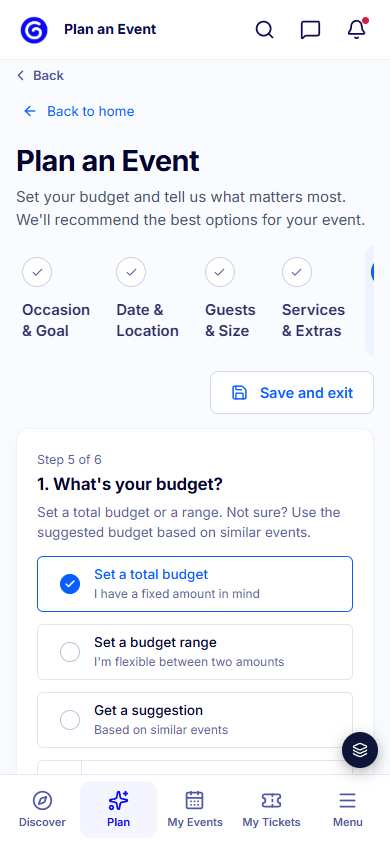 Plan an Event
Back
Back to home
Plan an Event
Set your budget and tell us what matters most.
We'll recommend the best options for your event.
Occasion
& Goal
Date &
Location
Guests
& Size
Services
& Extras
Save and exit
Step 5 of 6
1. What's your budget?
Set a total budget or a range. Not sure? Use the
suggested budget based on similar events.
Set a total budget
I have a fixed amount in mind
Set a budget range
I'm flexible between two amounts
Get a suggestion
Based on similar events
Discover
Plan
My Events
My Tickets
Menu